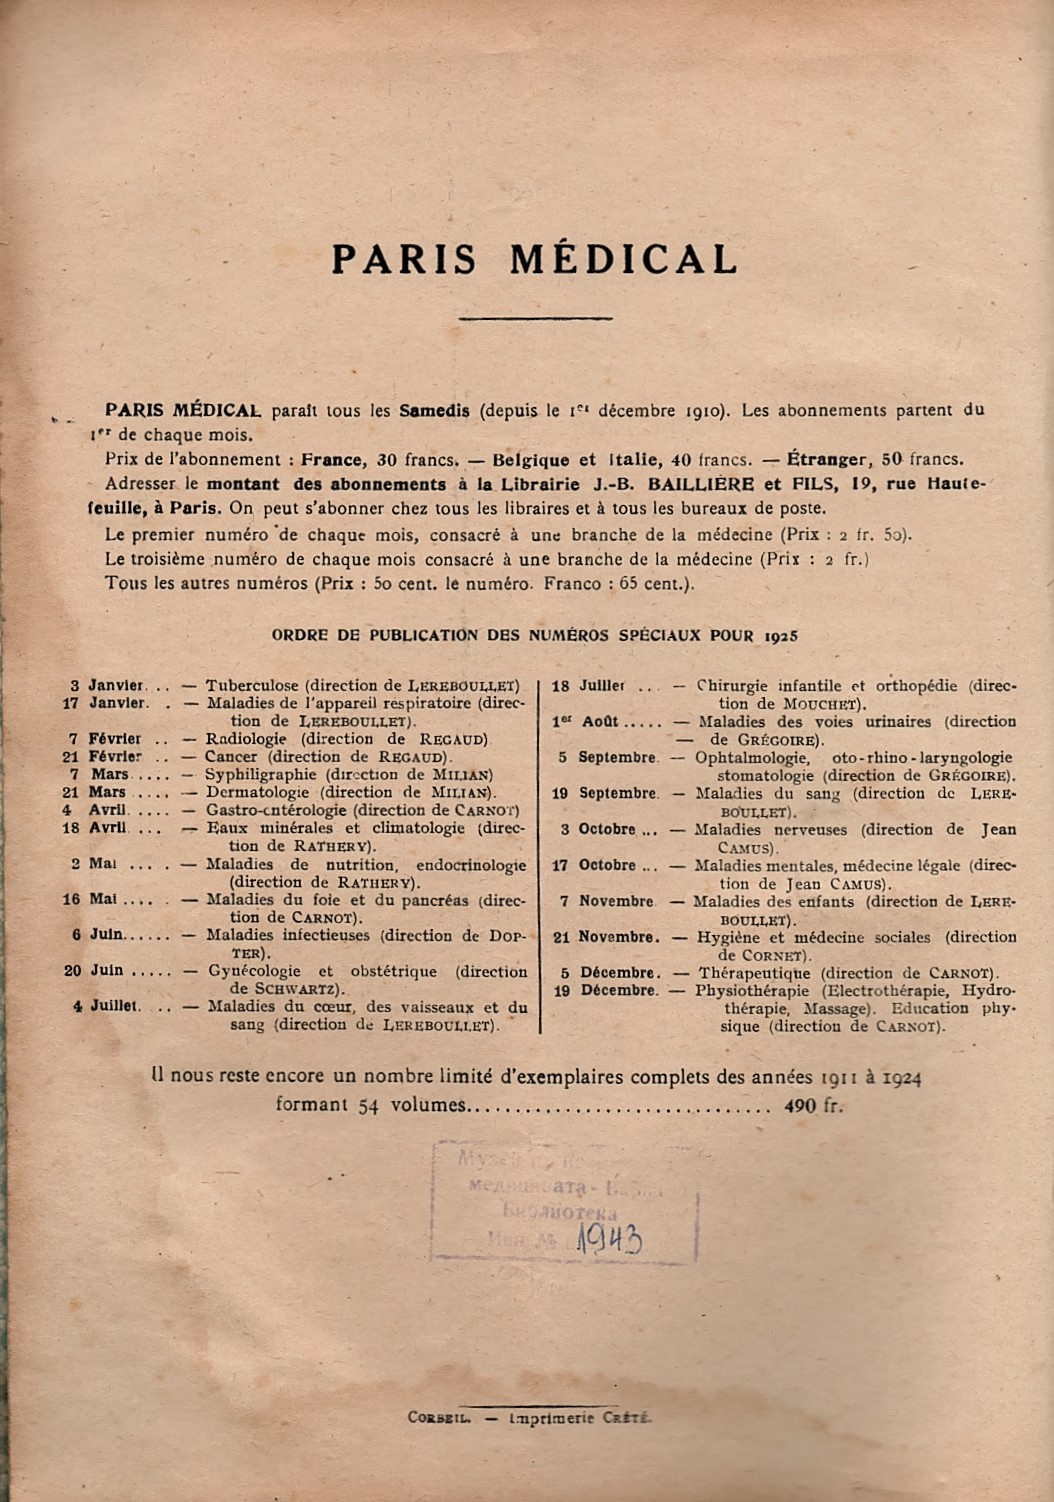 PARIS MÉDICAL
PARIS MÉDICAL paraît tous les Samedis (depuis le 1er décembre 1910). Les abonnements partent du
1er de chaque mois.
Prix de l'abonnement : France, 30 francs. — Belgique et Italie, 40 francs. — Étranger, 50 francs.
Adresser le montant des abonnements à la Librairie J.-B. BAILLIÈRE et FILS, 19, rue Haute-
feuille, à Paris. On peut s'abonner chez tous les libraires et à tous les bureaux de poste.
Le premier numéro de chaque mois, consacré à une branche de la médecine (Prix : 2 fr. 50).
Le troisième numéro de chaque mois consacré à une branche de la médecine (Prix : 2 fr.)
Tous les autres numéros (Prix : 50 cent. le numéro. Franco : 65 cent.).
ORDRE DE PUBLICATION DES NUMÉROS SPÉCIAUX POUR 1925
3 Janvier. .. — Tuberculose (direction de LEREBOULLET)
17 Janvier. . — Maladies de l'appareil respiratoire (direc-
tion de LEREBOULLET).
7 Février .. — Radiologie (direction de REGAUD)
21 Février .. — Cancer (direction de REGAUD).
7 Mars .... — Syphiligraphie (direction de MILIAN)
21 Mars .... — Dermatologie (direction de MILIAN).
4 Avril. .... — Gastro-entérologie (direction de CARNOT)
18 Avril ... — Eaux minérales et climatologie (direc-
tion de RATHERY).
2 Mai ... . — Maladies de nutrition, endocrinologie
(direction de RATHERY).
16 Mai .... . — Maladies du foie et du pancréas (direc-
tion de CARNOT).
6 Juin...... — Maladies infectieuses (direction de DOP-
TER).
20 Juin ..... — Gynécologie et obstétrique (direction
de SCHWARTZ).
4 Juillet. .. — Maladies du cœur, des vaisseaux et du
sang (direction de LEREBOULLET).
18 Juillet ... — Chirurgie infantile et orthopédie (direc-
tion de MOUCHET).
1er Août ..... — Maladies des voies urinaires (direction
— de GRÉGOIRE).
5 Septembre. — Ophtalmologie, oto-rhino-laryngologie
stomatologie (direction de GRÉGOIRE).
19 Septembre. — Maladies du sang (direction de LERE-
BOULLET).
3 Octobre ... — Maladies nerveuses (direction de Jean
CAMUS).
17 Octobre ... — Maladies mentales, médecine légale (direc-
tion de Jean CAMUS).
7 Novembre — Maladies des enfants (direction de LERE-
BOULLET).
21 Novembre. — Hygiène et médecine sociales (direction
de CORNET).
5 Décembre. — Thérapeutique (direction de CARNOT).
19 Décembre. — Physiothérapie (Electrothérapie, Hydro-
thérapie, Massage). Education phy-
sique (direction de CARNOT).
Il nous reste encore un nombre limité d'exemplaires complets des années 1911 à 1924
formant 54 volumes............................... 490 fr.
Музей
медицината - Варна
Библиотека
Инв. № 1943
CORBEIL. — Imprimerie CRÉTÉ.